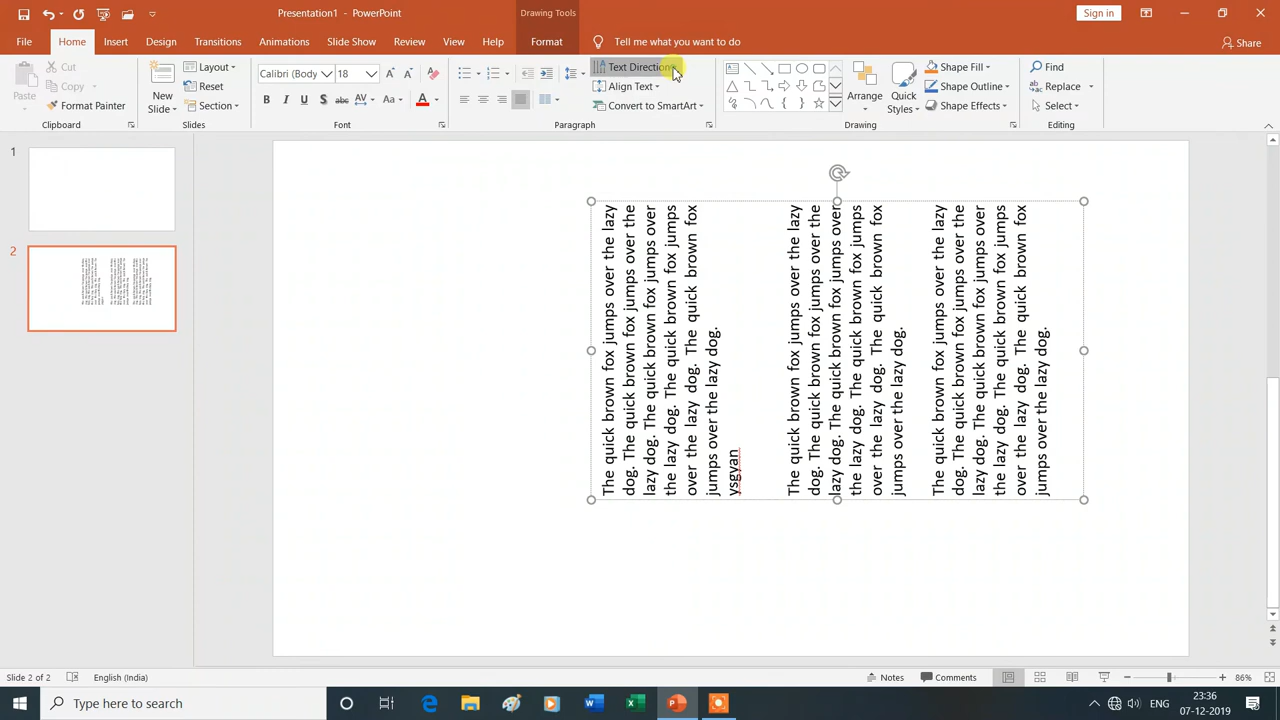 Presentation1 - PowerPoint
Drawing Tools
Sign in
File
Home
Insert
Design
Transitions
Animations
Slide Show
Review
View
Help
Format
Tell me what you want to do
Share
Paste
Cut
Copy
Format Painter
Clipboard
New
Slide
Layout
Reset
Section
Slides
Calibri (Body
18
A A
B I U S abc AV Aa A
Font
Text Direction
Align Text
Convert to SmartArt
Paragraph
Arrange
Quick
Styles
Shape Fill
Shape Outline
Shape Effects
Drawing
Find
Replace
Select
Editing
1
2
The quick brown fox jumps over the lazy
dog. The quick brown fox jumps over the
lazy dog. The quick brown fox jumps over
the lazy dog. The quick brown fox jumps
over the lazy dog. The quick brown fox
jumps over the lazy dog.
ysgyan
The quick brown fox jumps over the lazy
dog. The quick brown fox jumps over the
lazy dog. The quick brown fox jumps over
the lazy dog. The quick brown fox jumps
over the lazy dog. The quick brown fox
jumps over the lazy dog.
The quick brown fox jumps over the lazy
dog. The quick brown fox jumps over the
lazy dog. The quick brown fox jumps over
the lazy dog. The quick brown fox jumps
over the lazy dog. The quick brown fox
jumps over the lazy dog.
Slide 2 of 2
English (India)
Notes
Comments
86%
Type here to search
ENG
23:36
07-12-2019